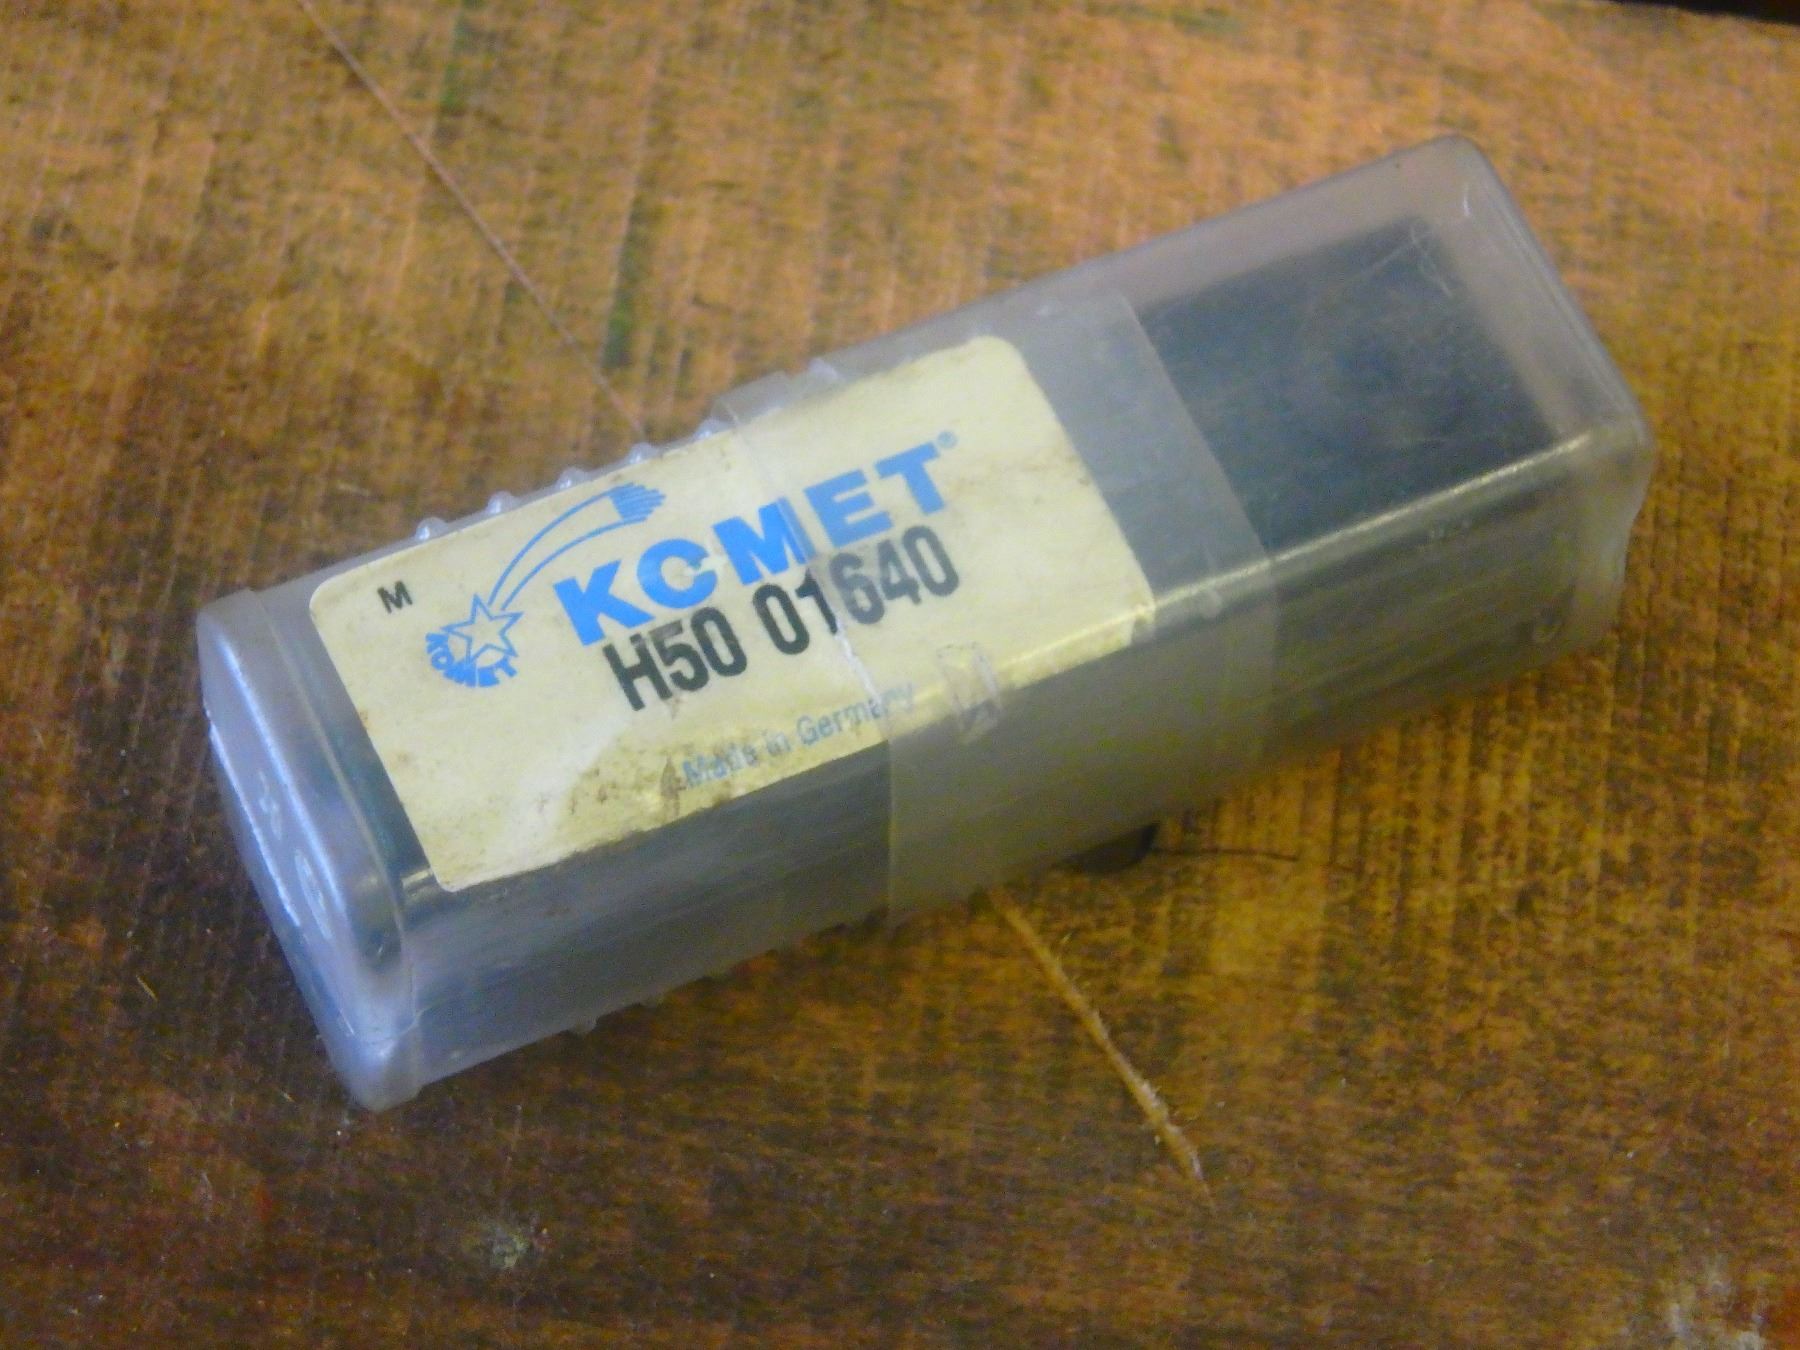 M
KOMET
KOMET®
H50 01640
Made in Germany